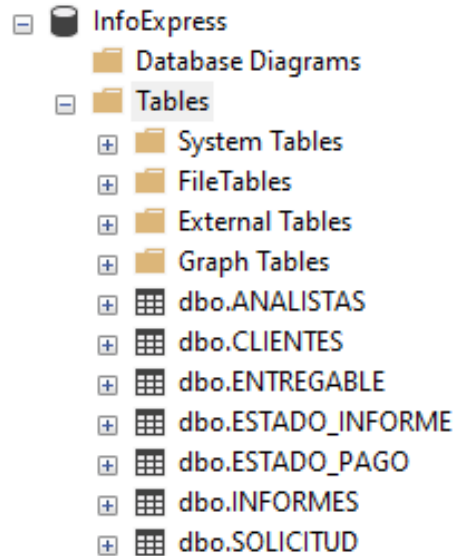 InfoExpress
Database Diagrams
Tables
System Tables
FileTables
External Tables
Graph Tables
dbo.ANALISTAS
dbo.CLIENTES
dbo.ENTREGABLE
dbo.ESTADO_INFORME
dbo.ESTADO_PAGO
dbo.INFORMES
dbo.SOLICITUD